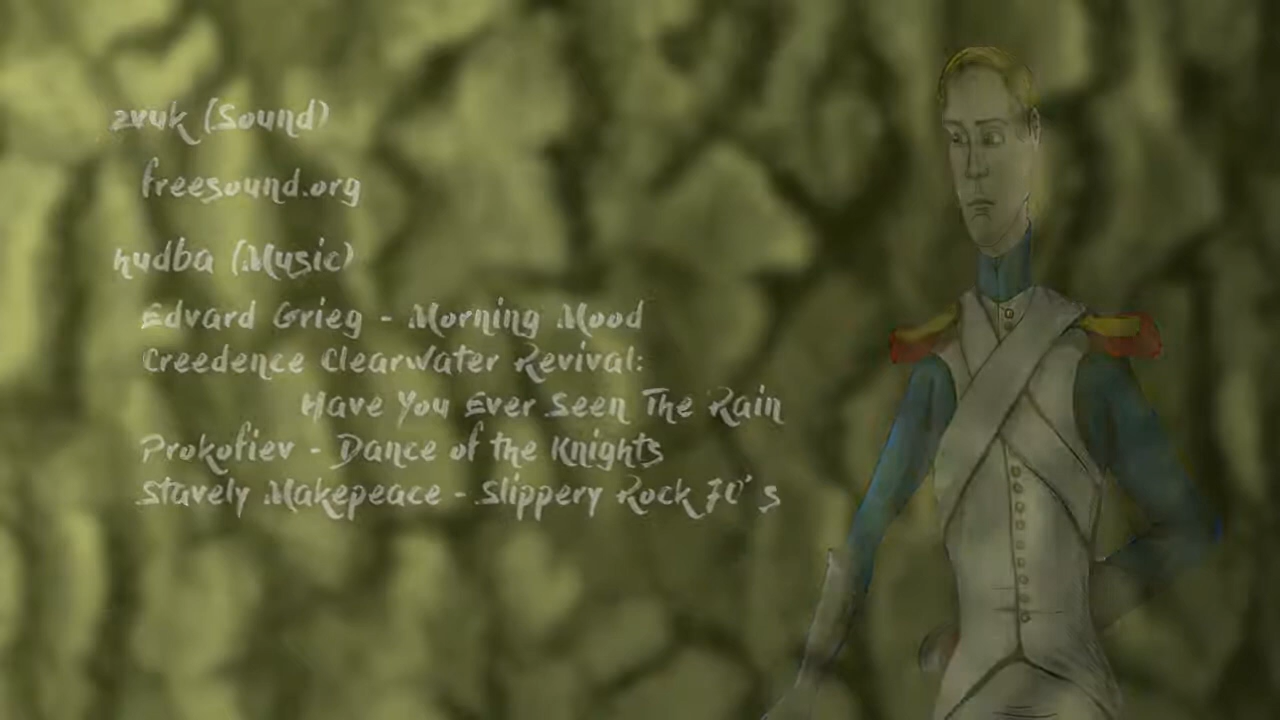 zvuk (Sound)
freesound.org
hudba (Music)
Edvard Grieg - Morning Mood
Creedence Clearwater Revival:
Have You Ever Seen The Rain
Prokofiev - Dance of the Knights
Stavely Makepeace - Slippery Rock 70's